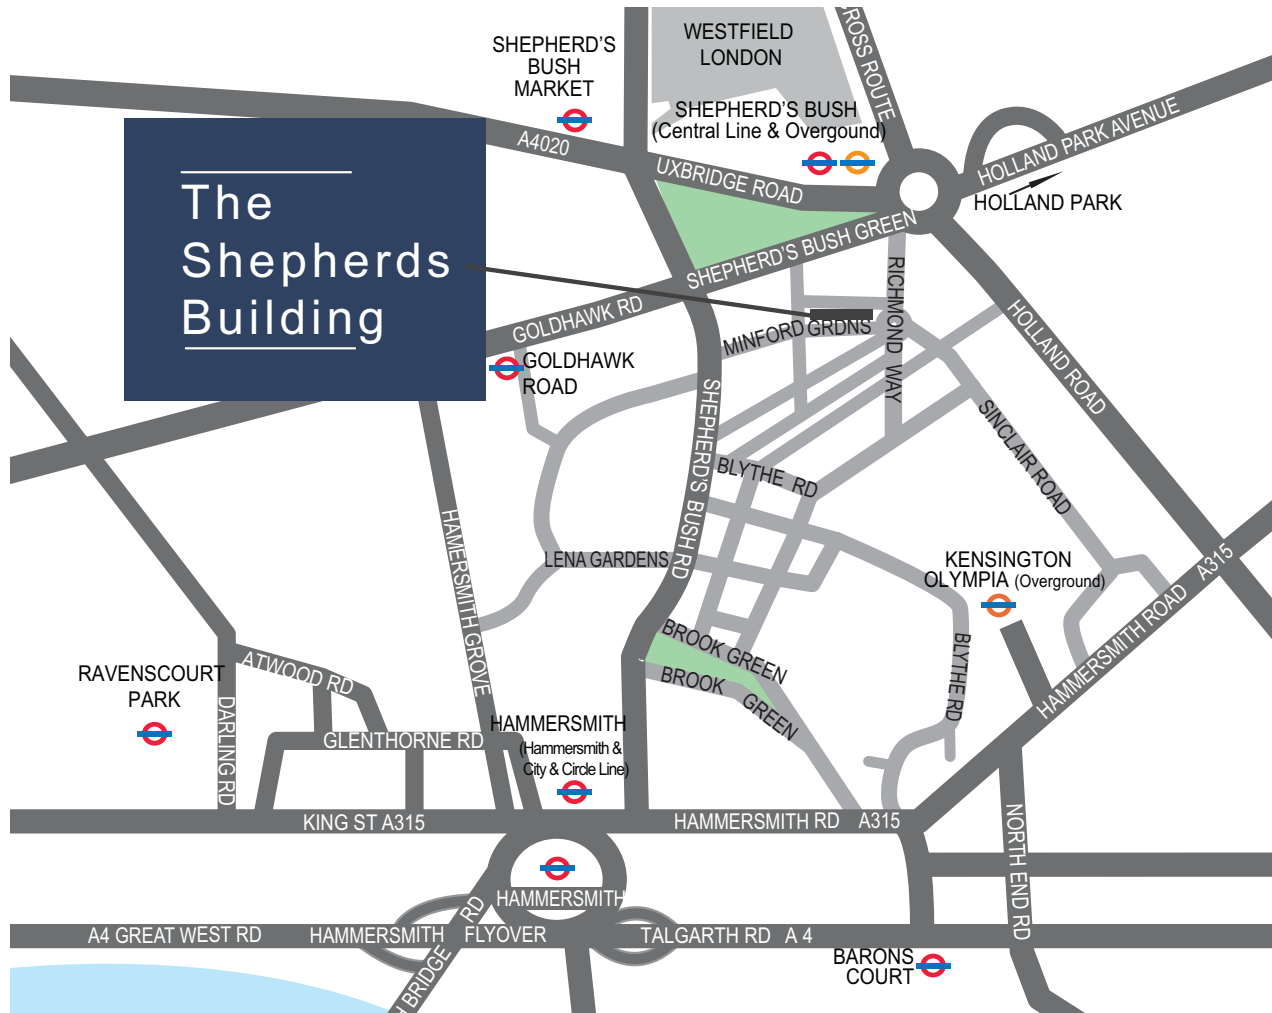 WESTFIELD
LONDON
CROSS ROUTE
SHEPHERD'S
BUSH
MARKET
SHEPHERD'S BUSH
(Central Line & Overgound)
A4020
UXBRIDGE ROAD
HOLLAND PARK AVENUE
HOLLAND PARK
The
Shepherds
Building
SHEPHERD'S BUSH GREEN
RICHMOND WAY
GOLDHAWK RD
MINFORD GRDNS
HOLLAND ROAD
GOLDHAWK
ROAD
SHEPHERD'S BUSH RD
SINCLAIR ROAD
BLYTHE RD
HAMERSMITH GROVE
LENA GARDENS
KENSINGTON
OLYMPIA (Overground)
A315
HAMMERSMITH ROAD
BROOK GREEN
BROOK GREEN
BLYTHE RD
RAVENSCOURT
PARK
ATWOOD RD
DARLING RD
GLENTHORNE RD
HAMMERSMITH
(Hammersmith &
City & Circle Line)
KING ST A315
HAMMERSMITH RD A315
NORTH END RD
HAMMERSMITH
A4 GREAT WEST RD
HAMMERSMITH FLYOVER
TALGARTH RD A 4
H BRIDGE RD
BARONS
COURT